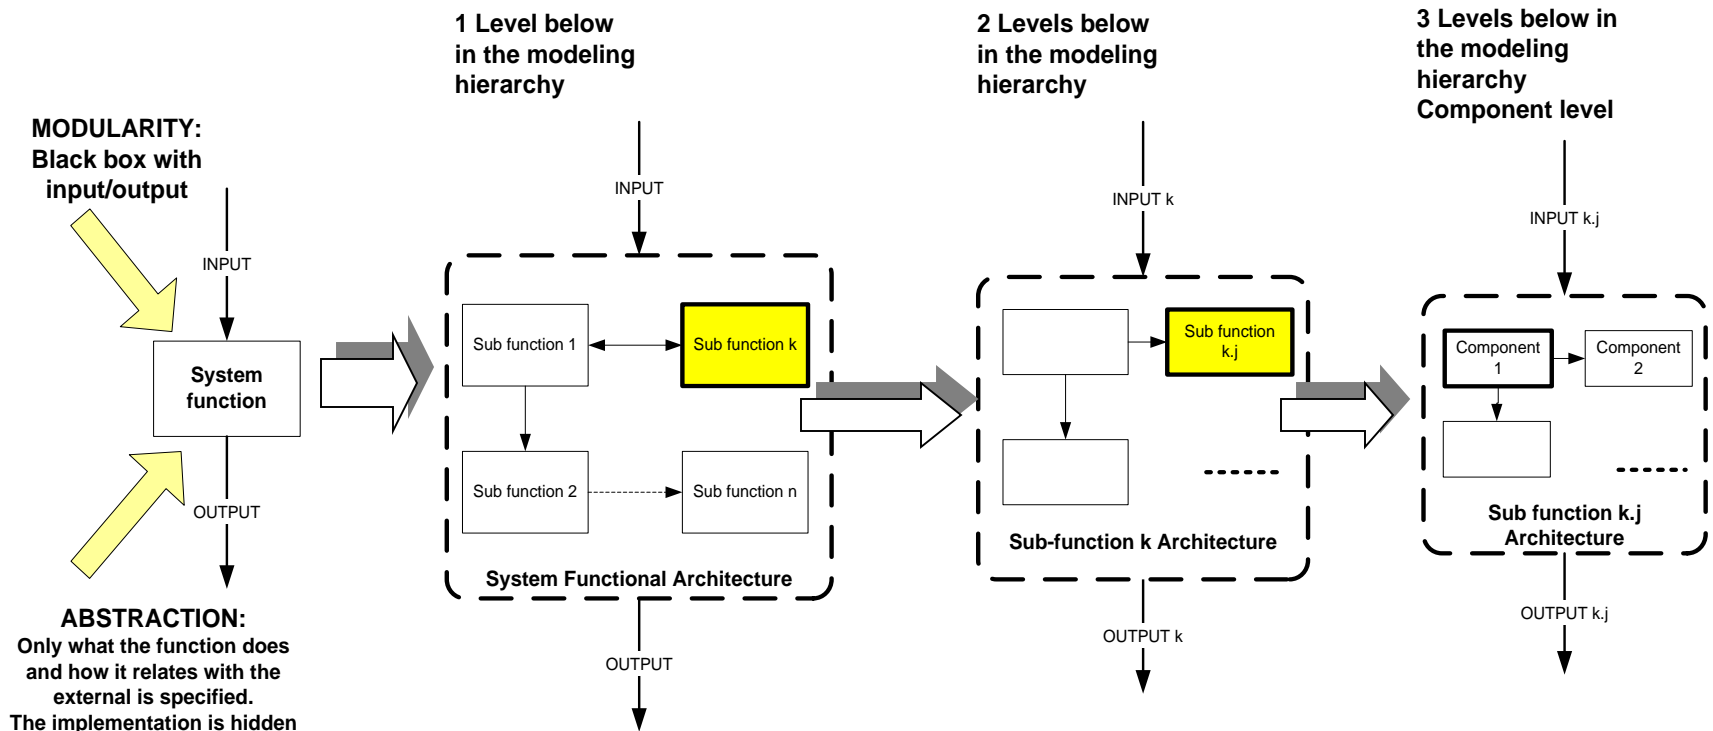 MODULARITY:
Black box with
input/output
INPUT
System
function
OUTPUT
ABSTRACTION:
Only what the function does
and how it relates with the
external is specified.
The implementation is hidden
1 Level below
in the modeling
hierarchy
INPUT
Sub function 1
Sub function k
Sub function 2
Sub function n
System Functional Architecture
OUTPUT
2 Levels below
in the modeling
hierarchy
INPUT k
Sub function
k.j
Sub-function k Architecture
OUTPUT k
3 Levels below in
the modeling
hierarchy
Component level
INPUT k.j
Component
1
Component
2
Sub function k.j
Architecture
OUTPUT k.j